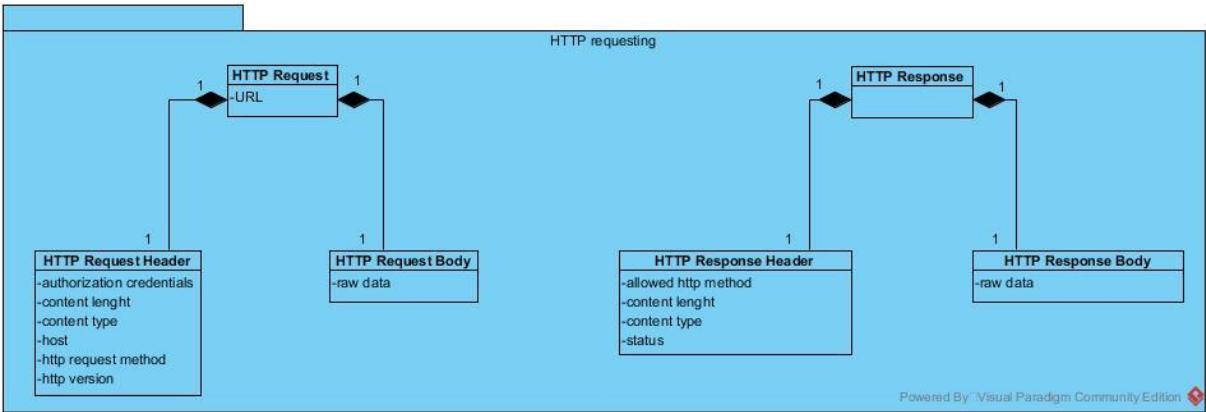 HTTP requesting
1
HTTP Request
1
-URL
1
HTTP Response
1
1
HTTP Request Header
-authorization credentials
-content lenght
-content type
-host
-http request method
-http version
1
HTTP Request Body
-raw data
1
HTTP Response Header
-allowed http method
-content lenght
-content type
-status
1
HTTP Response Body
-raw data
Powered By Visual Paradigm Community Edition